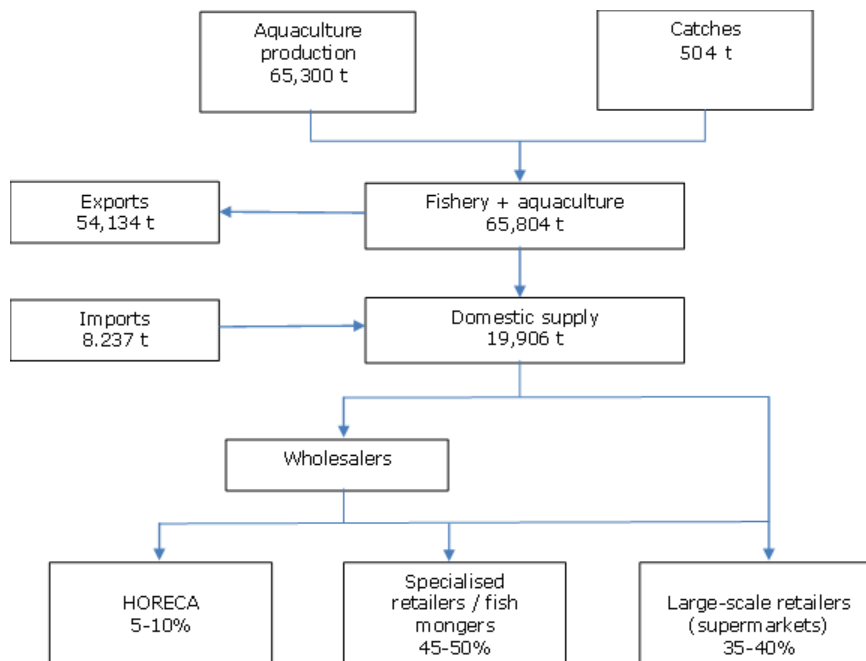 Aquaculture
production
65,300 t
Catches
504 t
Exports
54,134 t
Fishery + aquaculture
65,804 t
Imports
8.237 t
Domestic supply
19,906 t
Wholesalers
HORECA
5-10%
Specialised
retailers / fish
mongers
45-50%
Large-scale retailers
(supermarkets)
35-40%